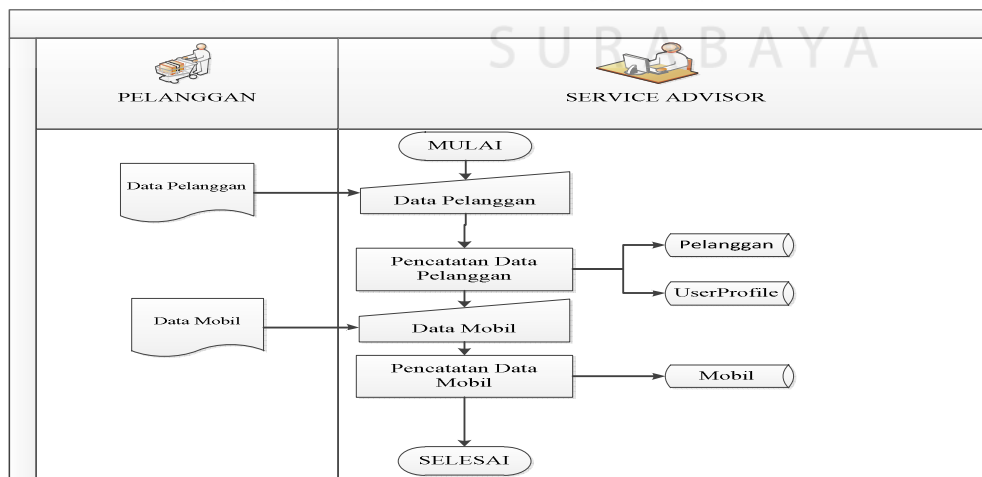 SURABAYA
PELANGGAN
SERVICE ADVISOR
MULAI
Data Pelanggan
Data Pelanggan
Pencatatan Data
Pelanggan
Pelanggan
UserProfile
Data Mobil
Data Mobil
Pencatatan Data
Mobil
Mobil
SELESAI